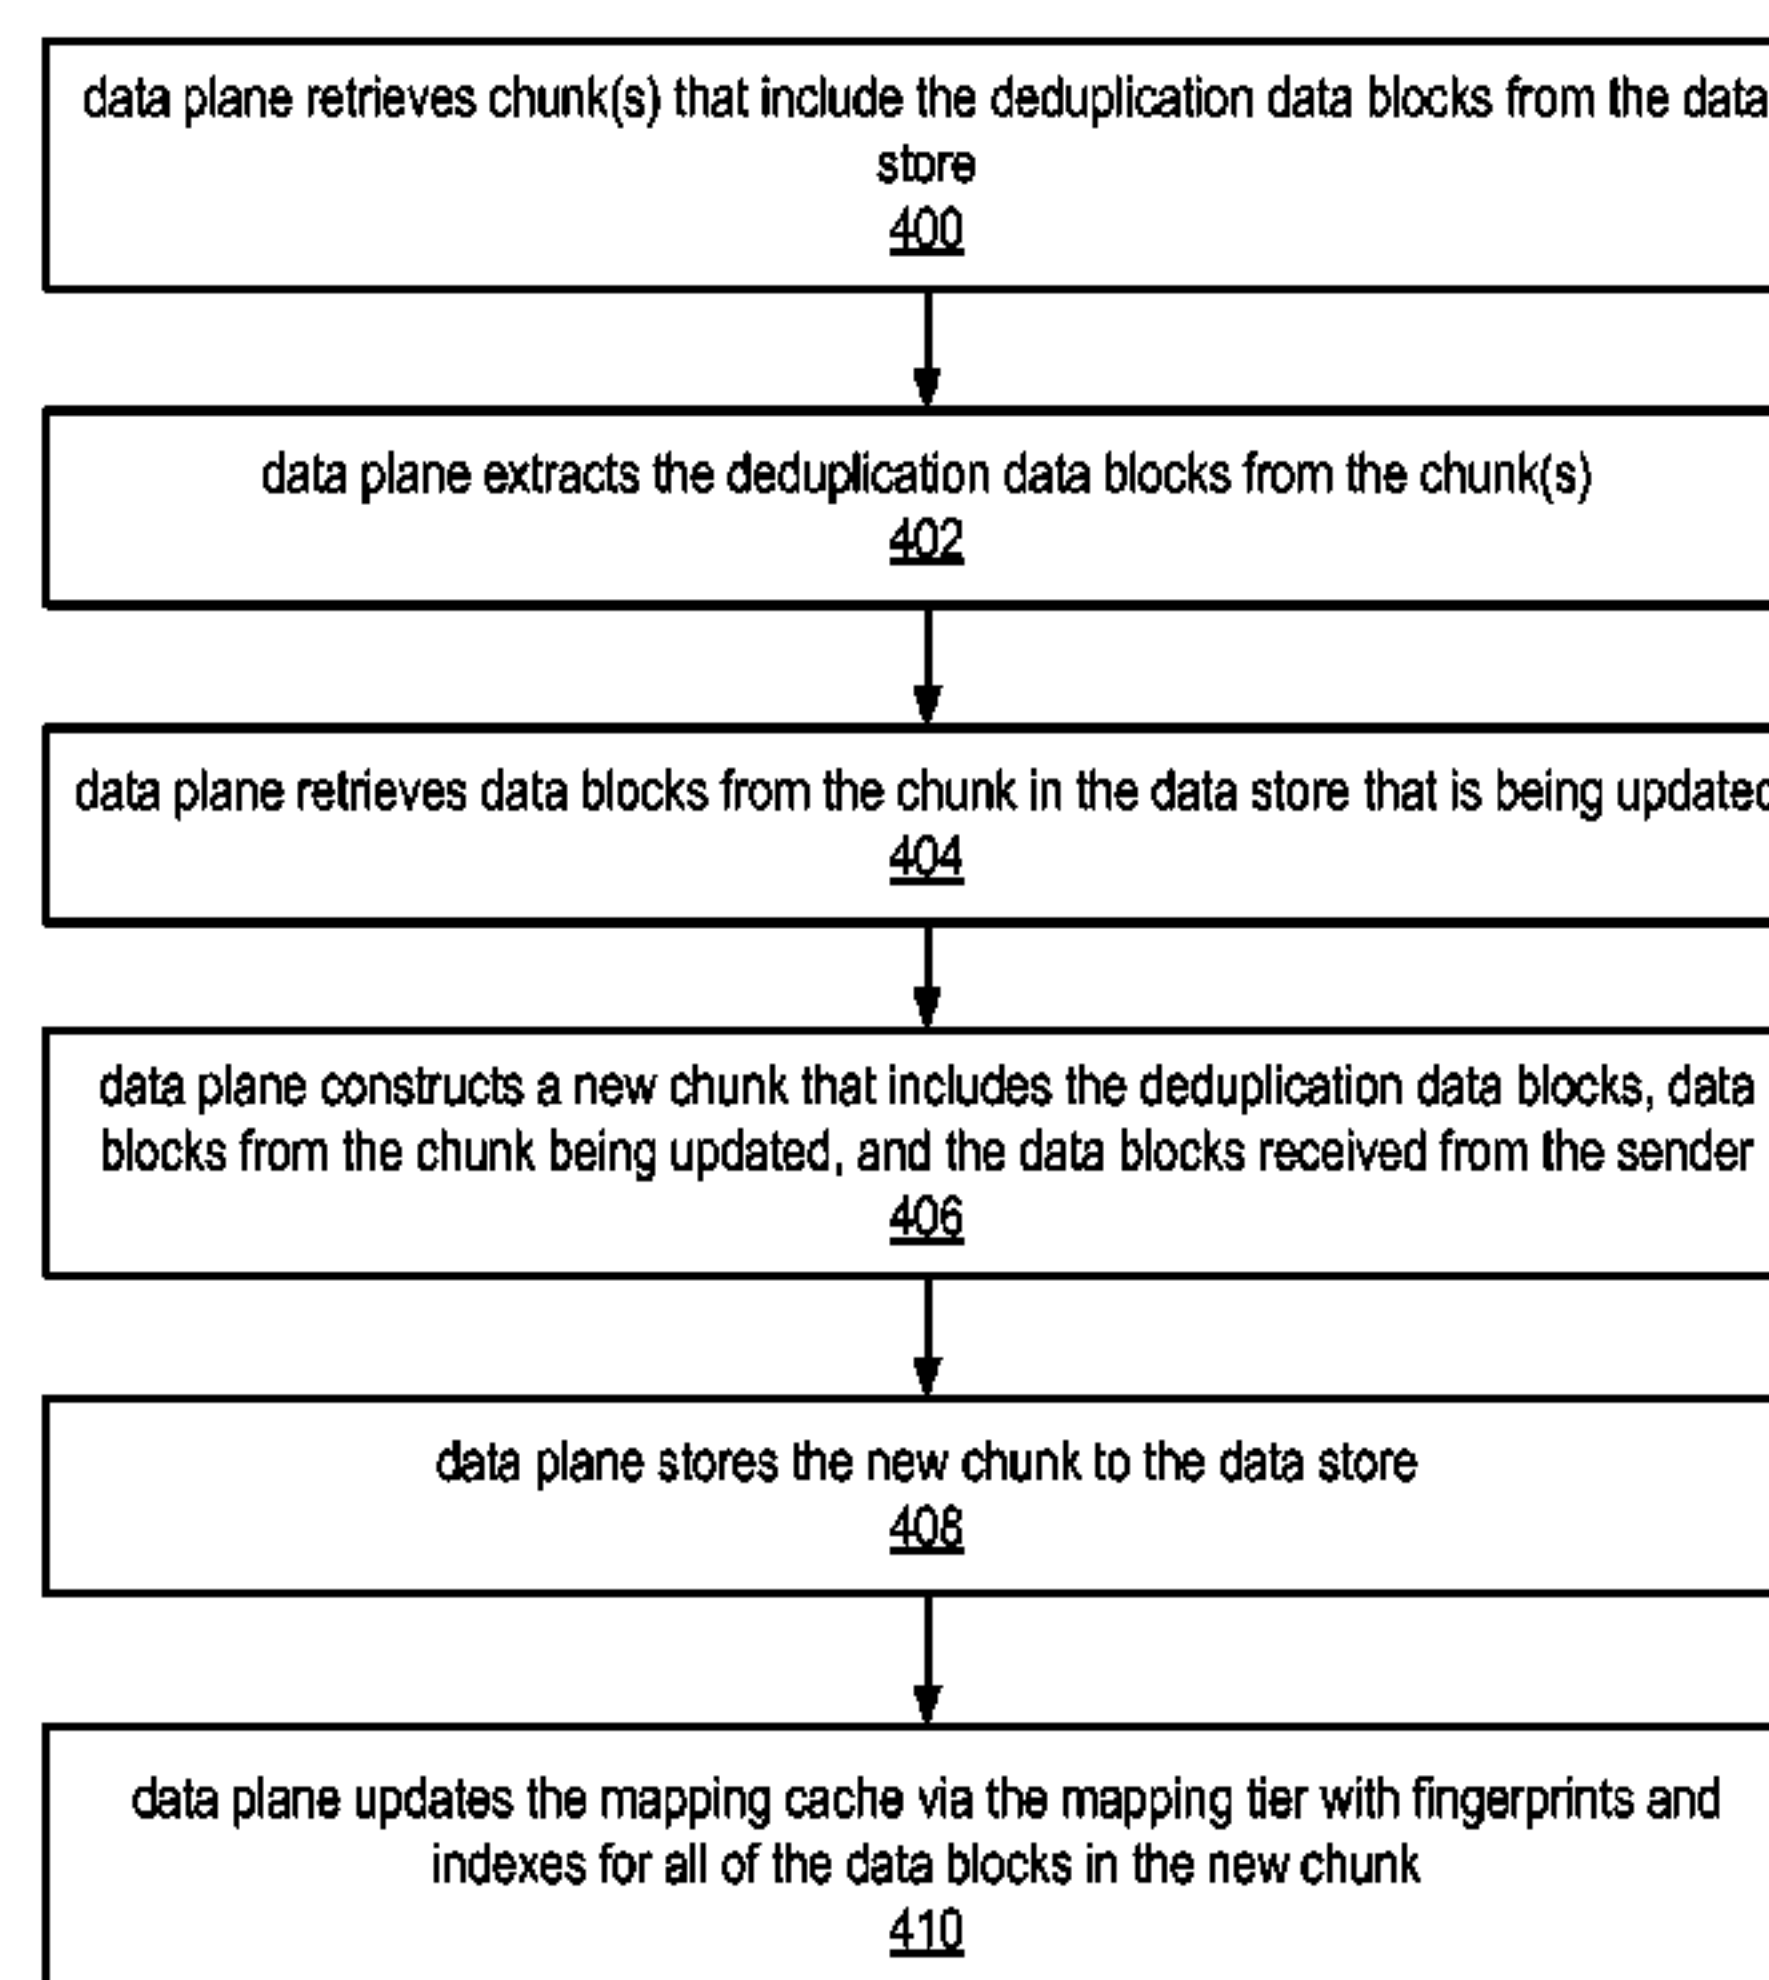 data plane retrieves chunk(s) that include the deduplication data blocks from the data
store
400
data plane extracts the deduplication data blocks from the chunk(s)
402
data plane retrieves data blocks from the chunk in the data store that is being updated
404
data plane constructs a new chunk that includes the deduplication data blocks, data
blocks from the chunk being updated, and the data blocks received from the sender
406
data plane stores the new chunk to the data store
408
data plane updates the mapping cache via the mapping tier with fingerprints and
indexes for all of the data blocks in the new chunk
410